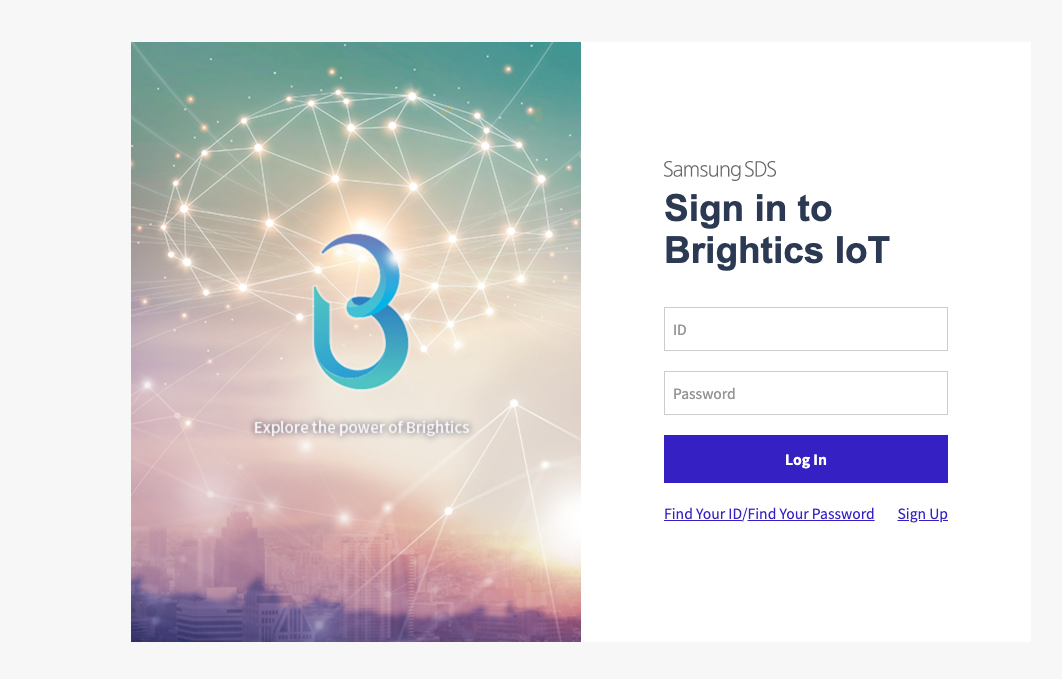 Explore the power of Brightics
Samsung SDS
Sign in to
Brightics IoT
ID
Password
Log In
Find Your ID/Find Your Password Sign Up